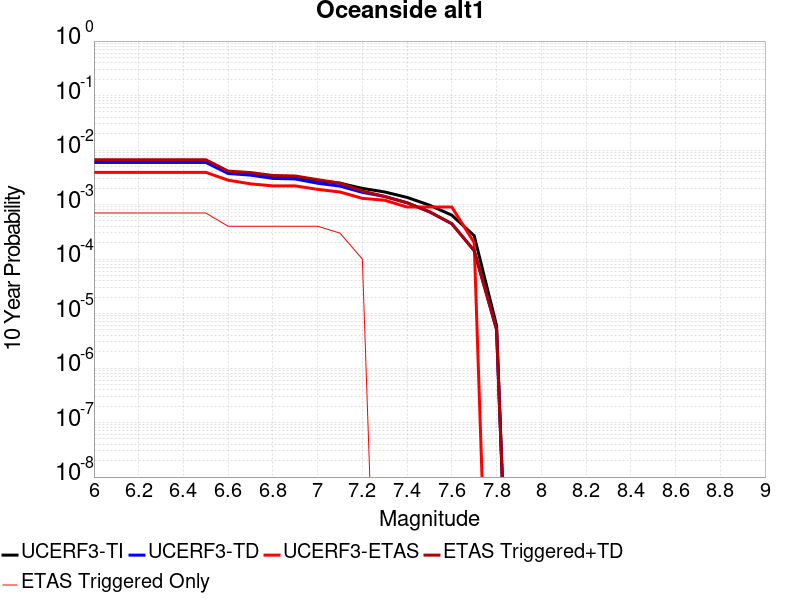 Oceanside alt1
10 Year Probability
10^0
10^-1
10^-2
10^-3
10^-4
10^-5
10^-6
10^-7
10^-8
6 6.2 6.4 6.6 6.8 7 7.2 7.4 7.6 7.8 8 8.2 8.4 8.6 8.8 9
Magnitude
UCERF3-TI UCERF3-TD UCERF3-ETAS ETAS Triggered+TD
ETAS Triggered Only